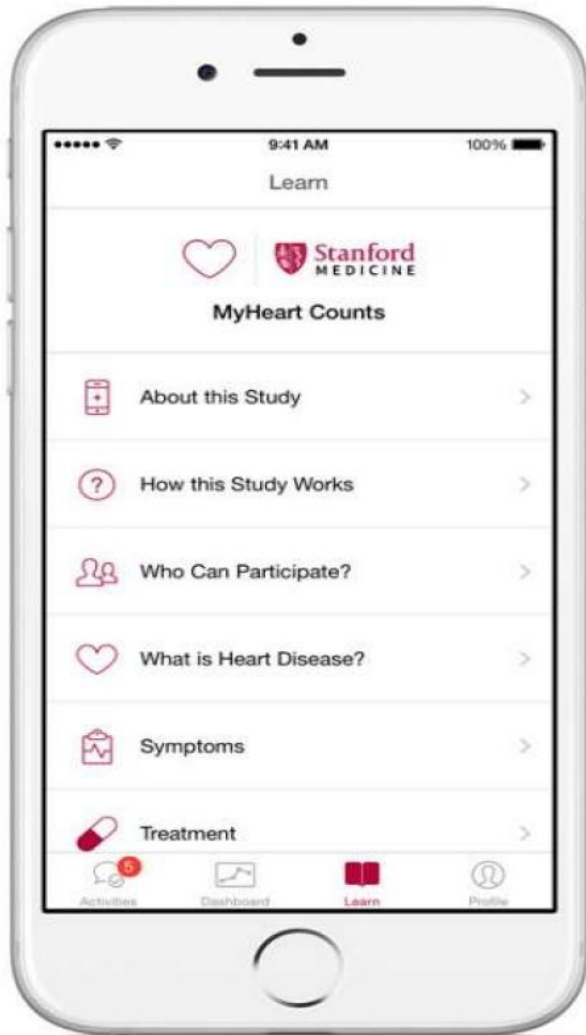 9:41 AM 100%
Learn
Stanford
MEDICINE
MyHeart Counts
About this Study
? How this Study Works
Who Can Participate?
What is Heart Disease?
Symptoms
Treatment
5
Activities Dashboard Learn Profile